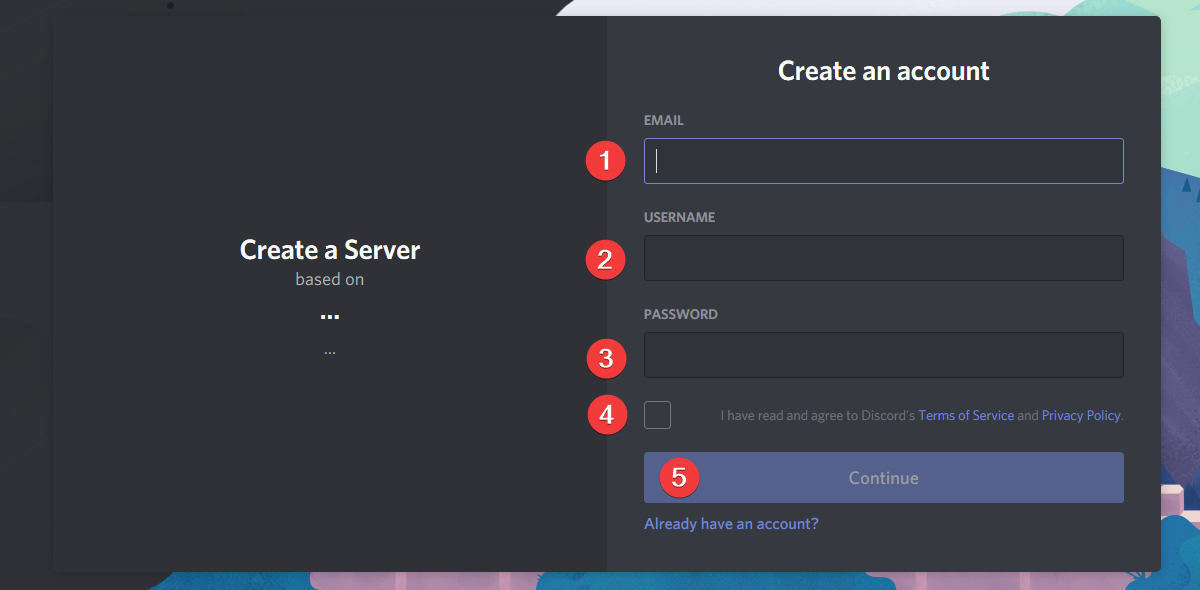 Create a Server
based on
...
...
Create an account
EMAIL
1
USERNAME
2
PASSWORD
3
4
I have read and agree to Discord's Terms of Service and Privacy Policy.
5 Continue
Already have an account?